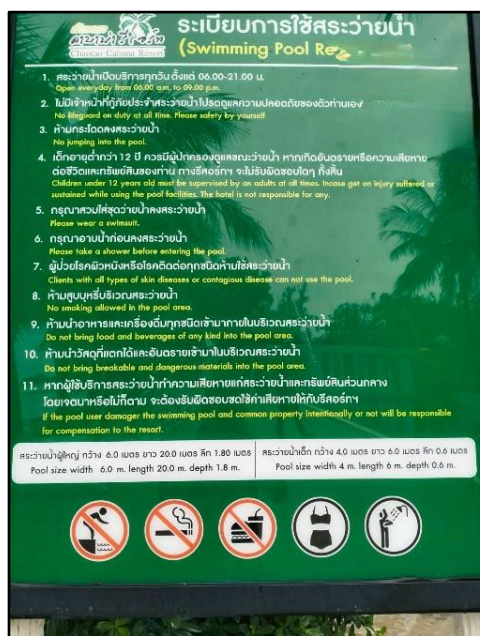 ระเบียบการใช้สระว่ายน้ำ
Chaolao Cabana Resort
(Swimming Pool
1. สระว่ายน้ำเปิดบริการทุกวัน ตั้งแต่ 06.00-21.00 น.
Open everyday from 06.00 a.m. to 09.00 p.m.
2. ไม่มีเจ้าหน้าที่กู้ภัยประจำสระว่ายน้ำโปรดดูแลความปลอดภัยของตัวท่านเอง
No lifeguard on duty at all time. Please safety by yourself
3. ห้ามกระโดดลงสระว่ายน้ำ
No jumping into the pool.
4. เด็กอายุต่ำกว่า 12 ปี ควรมีผู้ปกครองดูแลขณะว่ายน้ำ หากเกิดอันตรายหรือความเสียหาย
ต่อชีวิตและทรัพย์สินของท่าน ทางรีสอร์ทฯ จะไม่รับผิดชอบใดๆ ทั้งสิ้น
Children under 12 years old must be supervised by an adults at all times. Incase get an injury suffered or
sustained while using the pool facilities. The hotel is not responsible for any.
5. กรุณาสวมใส่ชุดว่ายน้ำลงสระว่ายน้ำ
Please wear a swimsuit.
6. กรุณาอาบน้ำก่อนลงสระว่ายน้ำ
Please take a shower before entering the pool.
7. ผู้ป่วยโรคผิวหนังหรือโรคติดต่อทุกชนิดห้ามใช้สระว่ายน้ำ
Clients with all types of skin diseases or contagious disease can not use the pool.
8. ห้ามสูบบุหรี่บริเวณสระว่ายน้ำ
No smoking allowed in the pool area.
9. ห้ามนำอาหารและเครื่องดื่มทุกชนิดเข้ามาภายในบริเวณสระว่ายน้ำ
Do not bring food and beverages of any kind into the pool area.
10. ห้ามนำวัสดุที่แตกได้และอันตรายเข้ามาในบริเวณสระว่ายน้ำ
Do not bring breakable and dangerous materials into the pool area.
11. หากผู้ใช้บริการสระว่ายน้ำทำความเสียหายแก่สระว่ายน้ำและทรัพย์สินส่วนกลาง
โดยเจตนาหรือไม่ก็ตาม จะต้องรับผิดชอบชดใช้ค่าเสียหายให้กับรีสอร์ทฯ
If the pool user damager the swimming pool and common property intentionally or not will be responsible
for compensation to the resort.
สระว่ายน้ำผู้ใหญ่ กว้าง 6.0 เมตร ยาว 20.0 เมตร ลึก 1.80 เมตร
Pool size width 6.0 m. length 20.0 m. depth 1.8 m.
สระว่ายน้ำเด็ก กว้าง 4.0 เมตร ยาว 6.0 เมตร ลึก 0.6 เมตร
Pool size width 4 m. length 6 m. depth 0.6 m.